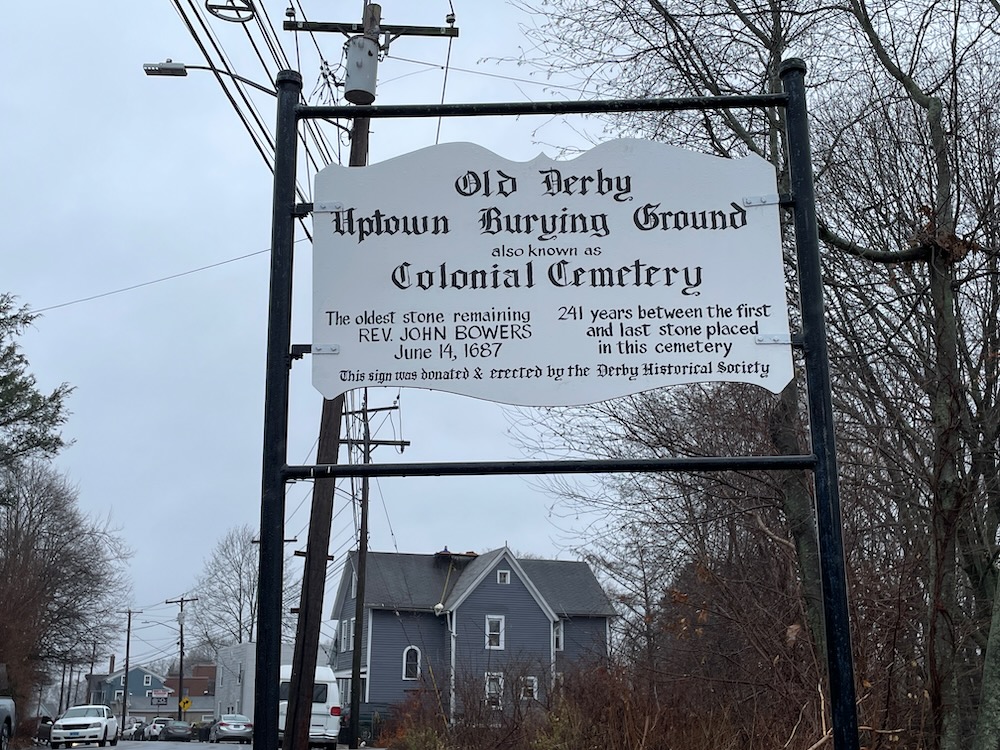 Old Derby
Uptown Burying Ground
also known as
Colonial Cemetery
The oldest stone remaining
REV. JOHN BOWERS
June 14, 1687
241 years between the first
and last stone placed
in this cemetery
This sign was donated & erected by the Derby Historical Society